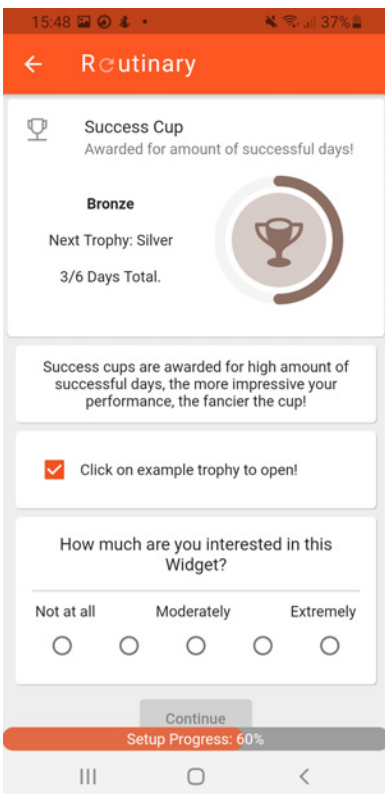 15:48 37%
Routinary
Success Cup
Awarded for amount of successful days!
Bronze
Next Trophy: Silver
3/6 Days Total.
Success cups are awarded for high amount of
successful days, the more impressive your
performance, the fancier the cup!
Click on example trophy to open!
How much are you interested in this
Widget?
Not at all Moderately Extremely
Continue
Setup Progress: 60%